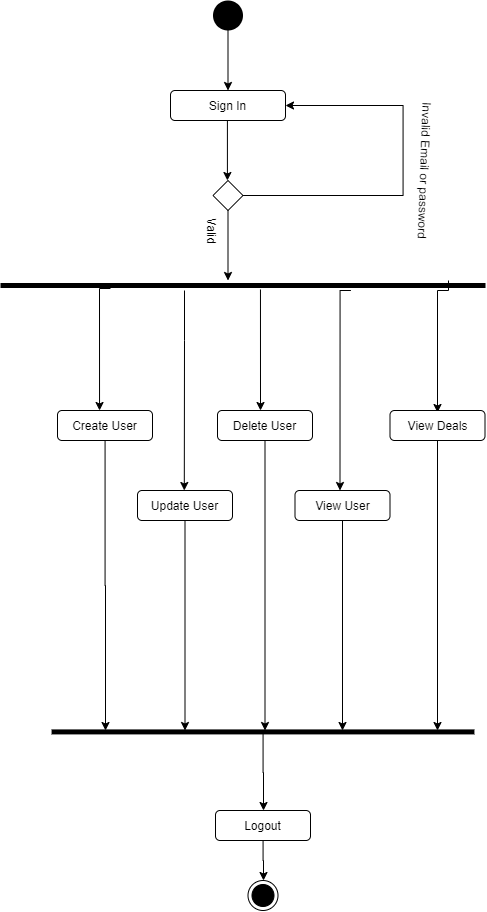 Sign In
Invalid Email or password
Valid
Create User
Delete User
View Deals
Update User
View User
Logout